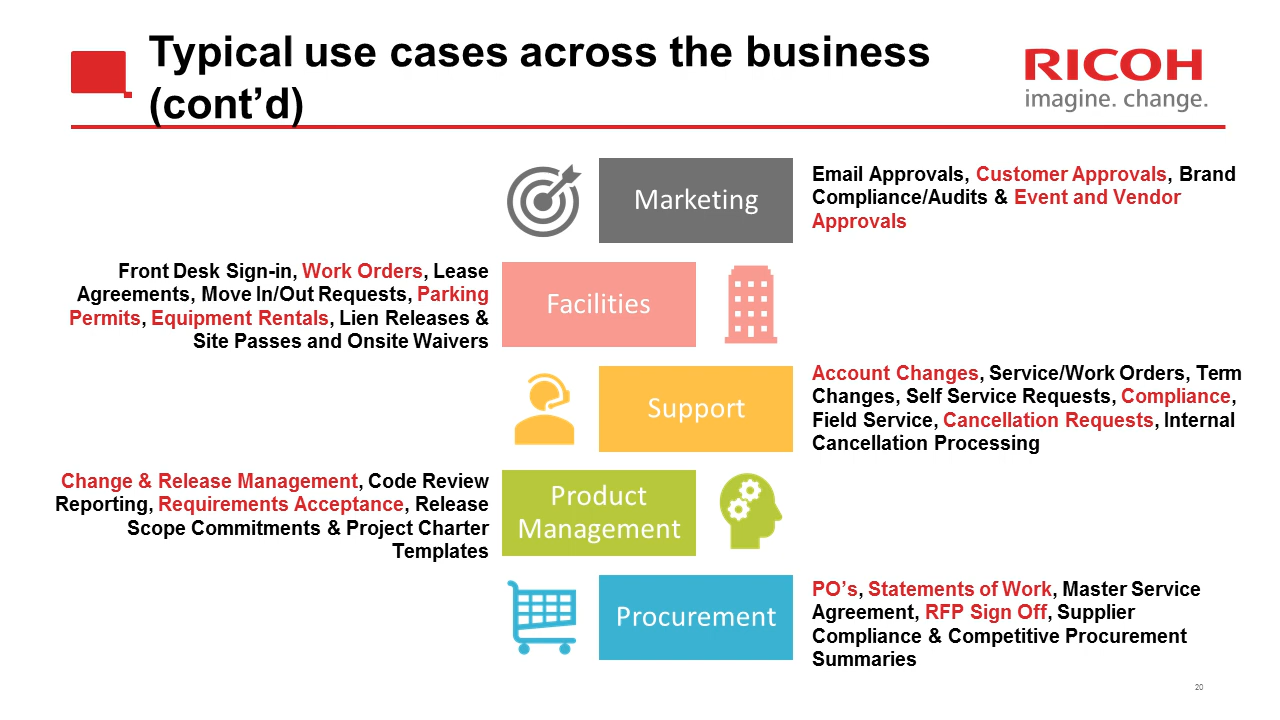 Typical use cases across the business
(cont’d)
RICOH
imagine. change.
Marketing
Email Approvals, Customer Approvals, Brand
Compliance/Audits & Event and Vendor
Approvals
Front Desk Sign-in, Work Orders, Lease
Agreements, Move In/Out Requests, Parking
Permits, Equipment Rentals, Lien Releases &
Site Passes and Onsite Waivers
Facilities
Support
Account Changes, Service/Work Orders, Term
Changes, Self Service Requests, Compliance,
Field Service, Cancellation Requests, Internal
Cancellation Processing
Change & Release Management, Code Review
Reporting, Requirements Acceptance, Release
Scope Commitments & Project Charter
Templates
Product
Management
Procurement
PO’s, Statements of Work, Master Service
Agreement, RFP Sign Off, Supplier
Compliance & Competitive Procurement
Summaries
20